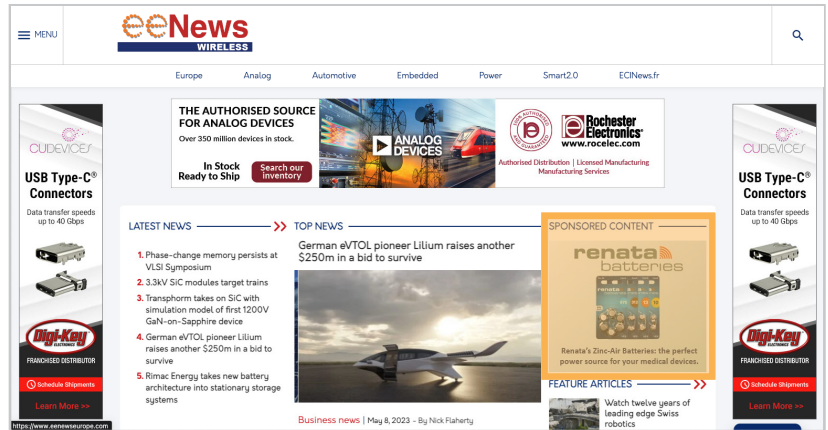 MENU
eeNews
WIRELESS
Europe
Analog
Automotive
Embedded
Power
Smart2.0
ECINews.fr
CUDEVICES
USB Type-C®
Connectors
Data transfer speeds
up to 40 Gbps
Digi-Key
ELECTRONICS
FRANCHISED DISTRIBUTOR
Schedule Shipments
Learn More >>
THE AUTHORISED SOURCE
FOR ANALOG DEVICES
Over 350 million devices in stock.
In Stock
Ready to Ship
Search our
inventory
ANALOG
DEVICES
100% AUTHORISED
AND GUARANTEED
Rochester
Electronics®
www.rocelec.com
Authorised Distribution | Licensed Manufacturing
Manufacturing Services
LATEST NEWS
1. Phase-change memory persists at
VLSI Symposium
2. 3.3kV SiC modules target trains
3. Transphorm takes on SiC with
simulation model of first 1200V
GaN-on-Sapphire device
4. German eVTOL pioneer Lilium
raises another $250m in a bid to
survive
5. Rimac Energy takes new battery
architecture into stationary storage
systems
TOP NEWS
German eVTOL pioneer Lilium raises another
$250m in a bid to survive
Business news | May 8, 2023 - By Nick Flaherty
SPONSORED CONTENT
renata
batteries
renata
Renata's Zinc-Air Batteries: the perfect
power source for your medical devices.
FEATURE ARTICLES
Watch twelve years of
leading edge Swiss
robotics
CUDEVICES
USB Type-C®
Connectors
Data transfer speeds
up to 40 Gbps
Digi-Key
ELECTRONICS
FRANCHISED DISTRIBUTOR
Schedule Shipments
Learn More >>
https://www.eenewseurope.com